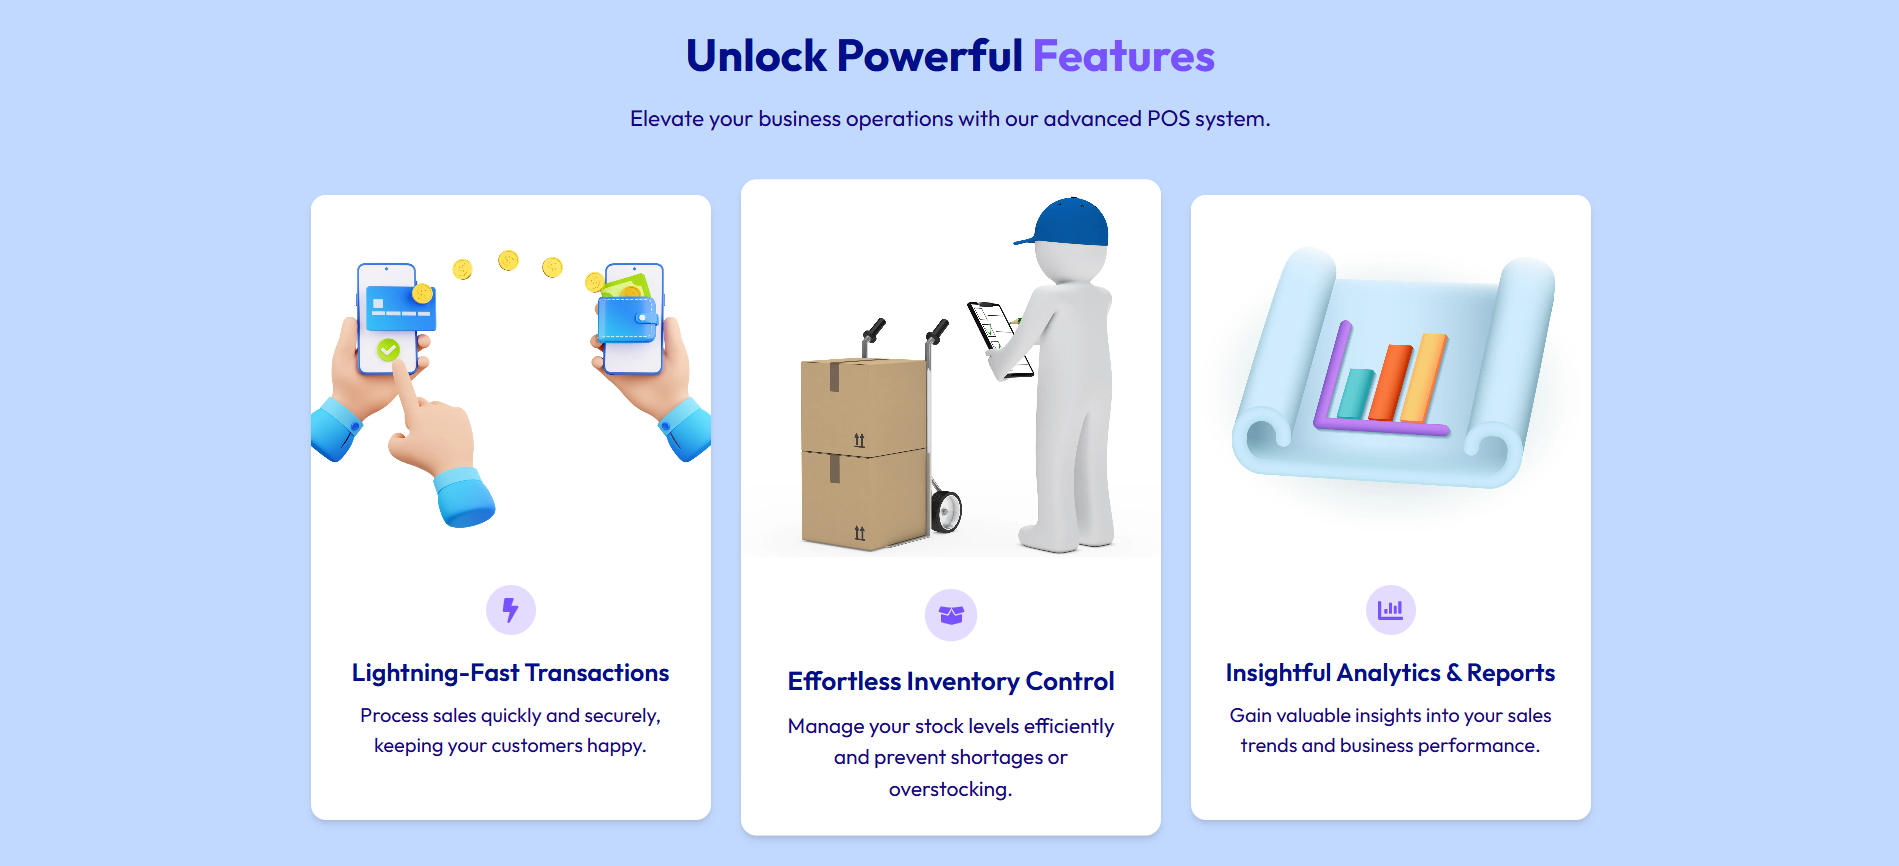 Unlock Powerful Features
Elevate your business operations with our advanced POS system.
Lightning-Fast Transactions
Process sales quickly and securely,
keeping your customers happy.
Effortless Inventory Control
Manage your stock levels efficiently
and prevent shortages or
overstocking.
Insightful Analytics & Reports
Gain valuable insights into your sales
trends and business performance.